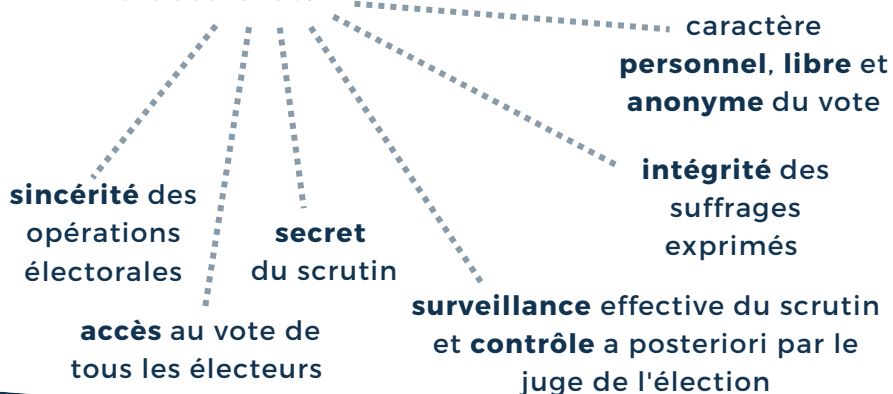 caractère
personnel, libre et
anonyme du vote
intégrité des
suffrages
exprimés
sincérité des
opérations
électorales
secret
du scrutin
accès au vote de
tous les électeurs
surveillance effective du scrutin
et contrôle a posteriori par le
juge de l'élection